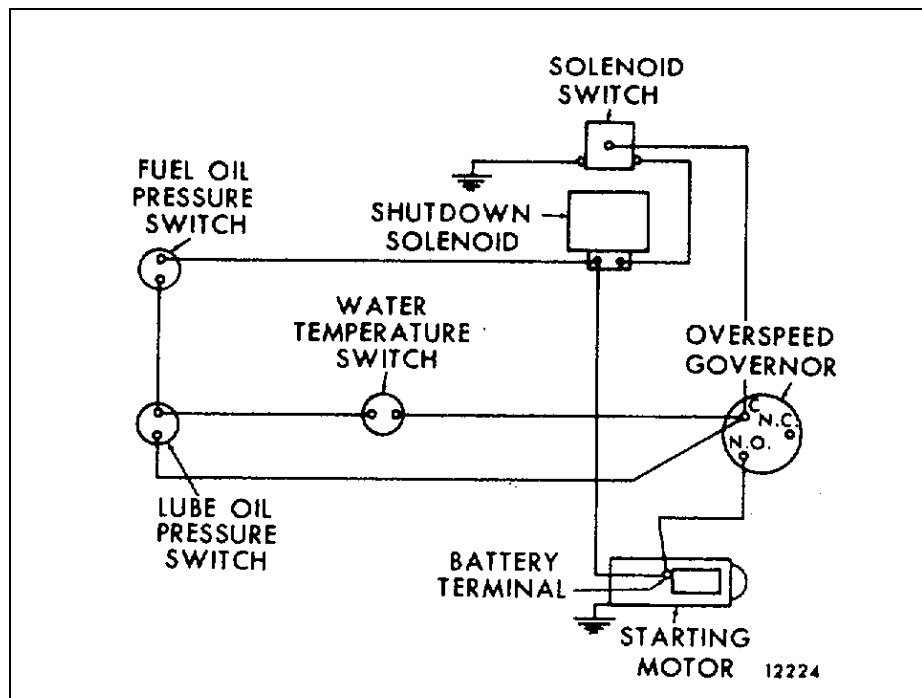 SOLENOID
SWITCH
FUEL OIL
PRESSURE
SWITCH
SHUTDOWN
SOLENOID
WATER
TEMPERATURE
SWITCH
OVERSPEED
GOVERNOR
C
N.C.
N.O.
LUBE OIL
PRESSURE
SWITCH
BATTERY
TERMINAL
STARTING
MOTOR
12224